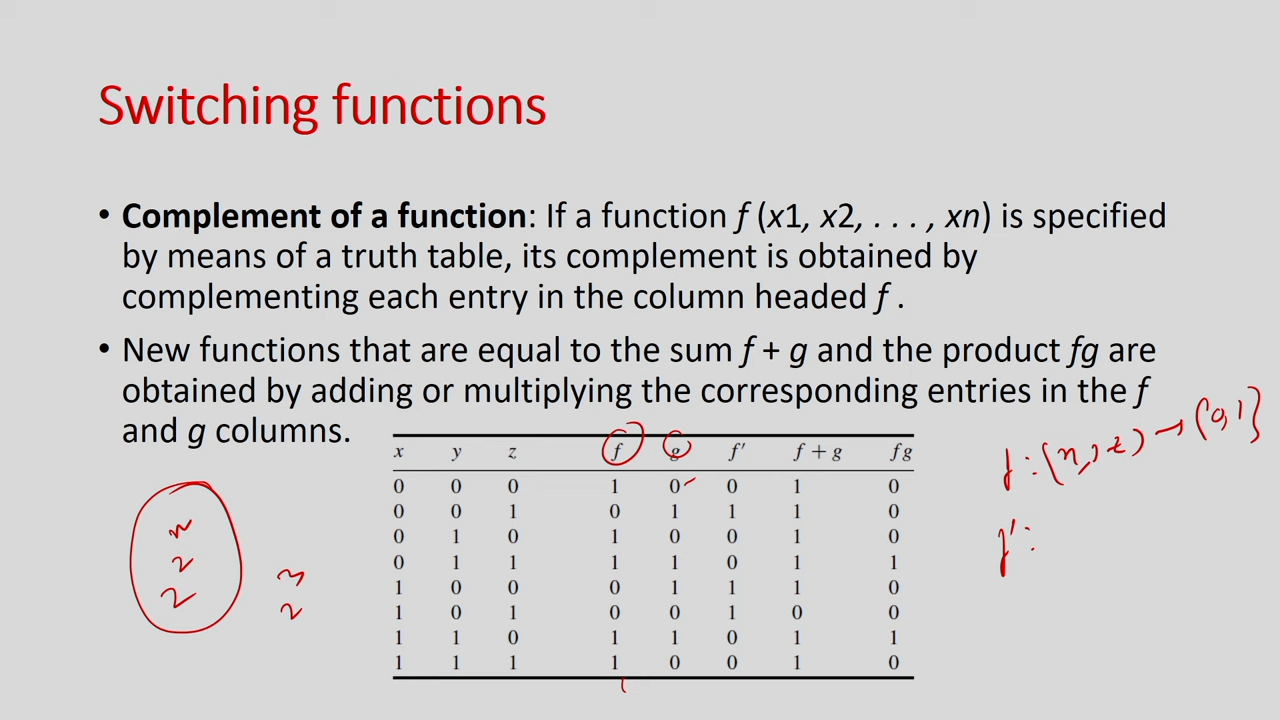 Switching functions
• Complement of a function: If a function f (x1, x2, . . . , xn) is specified
by means of a truth table, its complement is obtained by
complementing each entry in the column headed f .
• New functions that are equal to the sum f + g and the product fg are
obtained by adding or multiplying the corresponding entries in the f
and g columns.
x y z f g f′ f + g fg
0 0 0 1 0 0 1 0
0 0 1 0 1 1 1 0
0 1 0 1 0 0 1 0
0 1 1 1 1 0 1 1
1 0 0 0 1 1 1 0
1 0 1 0 0 1 0 0
1 1 0 1 1 0 1 1
1 1 1 1 0 0 1 0
n
2
2
3
2
f′ :